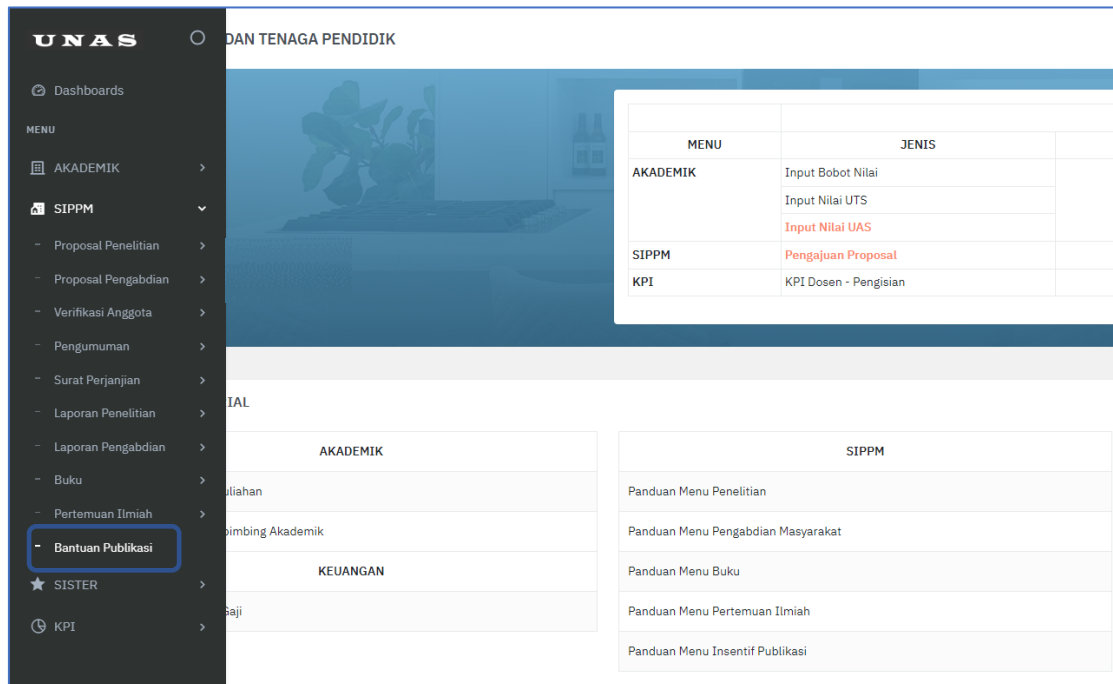 UNAS
DAN TENAGA PENDIDIK
Dashboards
MENU
AKADEMIK
SIPPM
- Proposal Penelitian
- Proposal Pengabdian
- Verifikasi Anggota
- Pengumuman
- Surat Perjanjian
- Laporan Penelitian
- Laporan Pengabdian
- Buku
- Pertemuan Ilmiah
- Bantuan Publikasi
SISTER
KPI
MENU JENIS
AKADEMIK Input Bobot Nilai
Input Nilai UTS
Input Nilai UAS
SIPPM Pengajuan Proposal
KPI KPI Dosen - Pengisian
IAL
AKADEMIK
uliahan
bimbing Akademik
KEUANGAN
Gaji
SIPPM
Panduan Menu Penelitian
Panduan Menu Pengabdian Masyarakat
Panduan Menu Buku
Panduan Menu Pertemuan Ilmiah
Panduan Menu Insentif Publikasi